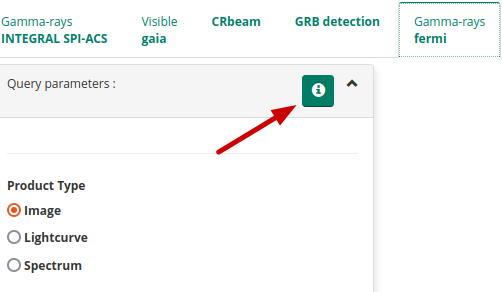 Gamma-rays
INTEGRAL SPI-ACS
Visible
gaia
CRbeam
GRB detection
Gamma-rays
fermi
Query parameters :
Product Type
Image
Lightcurve
Spectrum